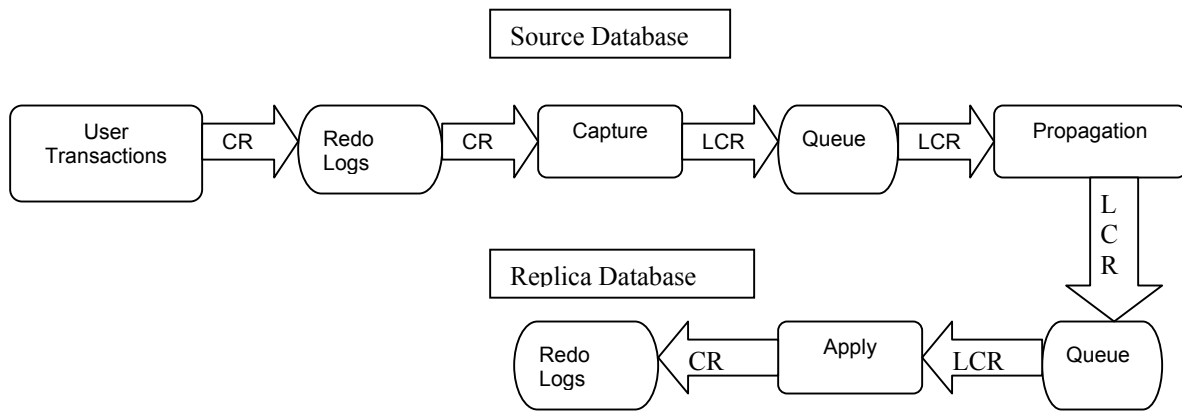 Source Database
User
Transactions
CR
Redo
Logs
CR
Capture
LCR
Queue
LCR
Propagation
L
C
R
Replica Database
Redo
Logs
CR
Apply
LCR
Queue